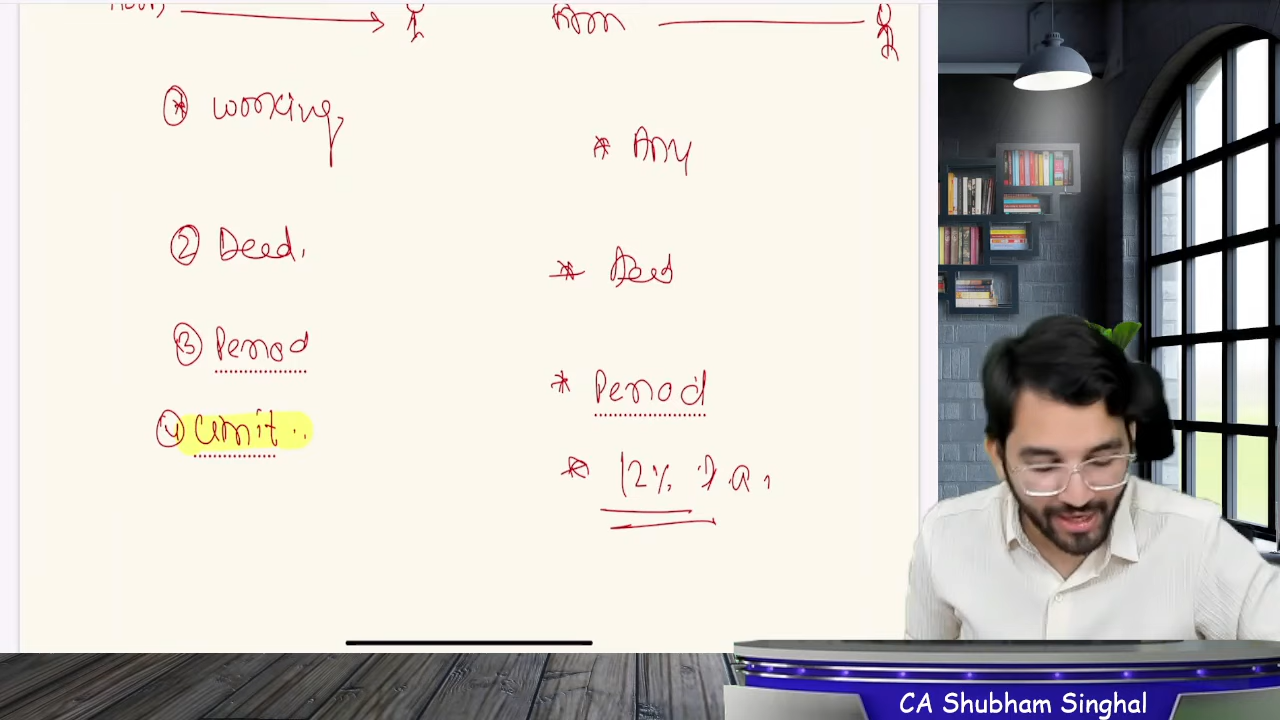 Firm
① working
* Any
② Deed.
* Deed
③ Period
* Period
④ Limit..
* 12% P.a.
CA Shubham Singhal